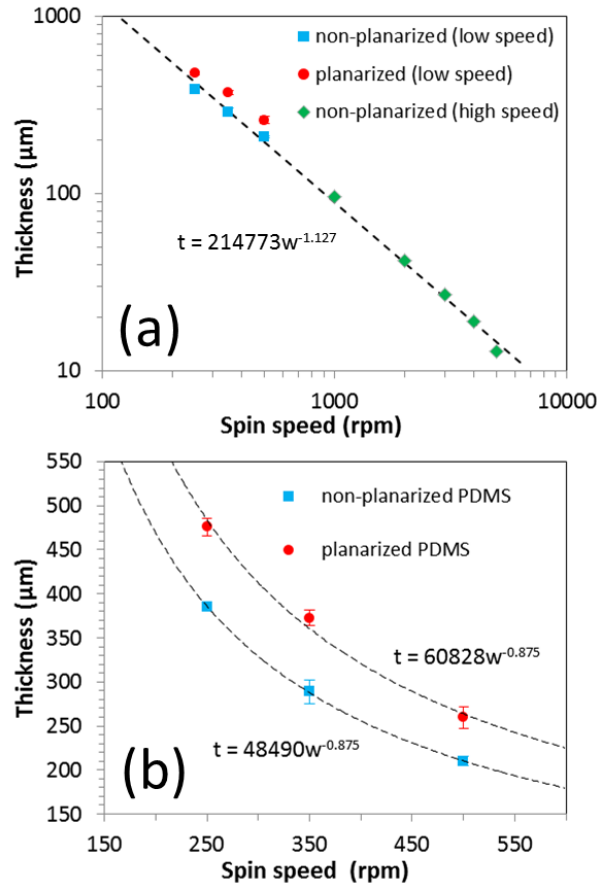 1000
non-planarized (low speed)
planarized (low speed)
non-planarized (high speed)
Thickness (µm)
100
t = 214773w^-1.127
(a)
10
100 1000 10000
Spin speed (rpm)
550
non-planarized PDMS
500
planarized PDMS
450
400
Thickness (µm)
350
t = 60828w^-0.875
300
250
t = 48490w^-0.875
(b)
200
150
150 250 350 450 550
Spin speed (rpm)